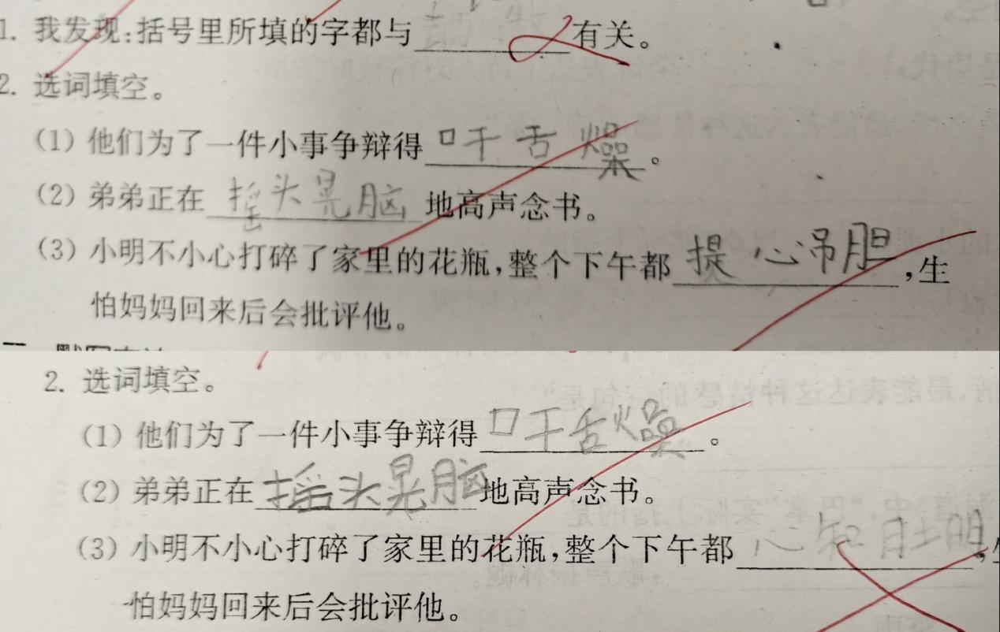 1. 我发现:括号里所填的字都与 有关。
2. 选词填空。
(1) 他们为了一件小事争辩得口干舌燥。
(2) 弟弟正在摇头晃脑地高声念书。
(3) 小明不小心打碎了家里的花瓶,整个下午都提心吊胆,生
怕妈妈回来后会批评他。
2. 选词填空。
(1) 他们为了一件小事争辩得口干舌燥。
(2) 弟弟正在摇头晃脑地高声念书。
(3) 小明不小心打碎了家里的花瓶,整个下午都心知肚明,
怕妈妈回来后会批评他。